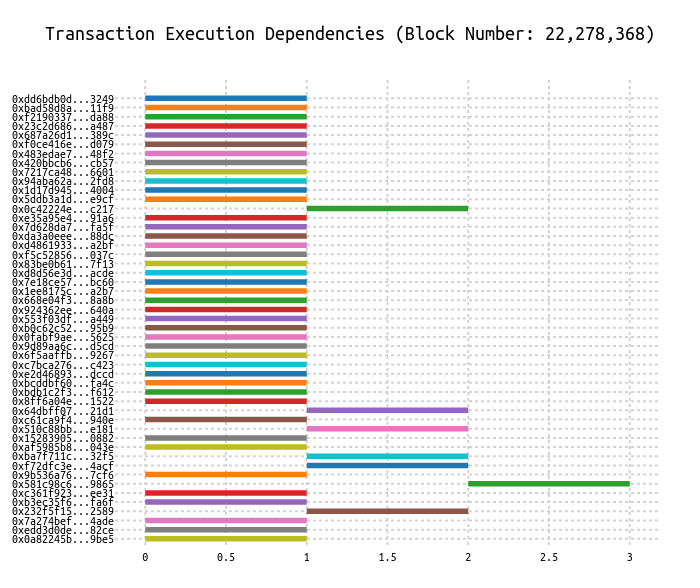 Transaction Execution Dependencies (Block Number: 22,278,368)
0xdd6bdb0d...3249
0xbad58d8a...11f9
0xf2190337...da88
0x23c2d686...a487
0x687a26d1...389c
0xf0ce416e...d079
0x483edae7...48f2
0x420bbcb6...cb57
0x7217ca48...6601
0x94aba62a...2fd8
0x1d17d945...4004
0x5ddb3a1d...e9cf
0x0c42224e...c217
0xe35a95e4...91a6
0x7d628da7...fa5f
0xda3a0eee...88dc
0xd4861933...a2bf
0xf5c52856...037c
0x83be0b61...7f13
0xd8d56e3d...acde
0x7e18ce57...bc60
0x1ee8175c...a2b7
0x668e04f3...8a8b
0x924362ee...640a
0x553f03df...a449
0xb0c62c52...95b9
0x0fabf9ae...5625
0x9d89aa6c...d5cd
0x6f5aaffb...9267
0xc7bca276...c423
0xe2d46893...dccd
0xbcddbf60...fa4c
0xbdb1c2f3...f612
0x8ff6a04e...1522
0x64dbff07...21d1
0xc61ca9f4...940e
0x510c88bb...e181
0x15283905...0882
0xaf5985b8...043e
0xba7f711c...32f5
0xf72dfc3e...4acf
0x9b536a76...7cf6
0x581c98c6...9865
0xc361f923...ee31
0xb3ec35f6...fa6f
0x232f5f15...2589
0x7a274bef...4ade
0xedd3d0de...82ce
0x0a82245b...9be5
0 0.5 1 1.5 2 2.5 3